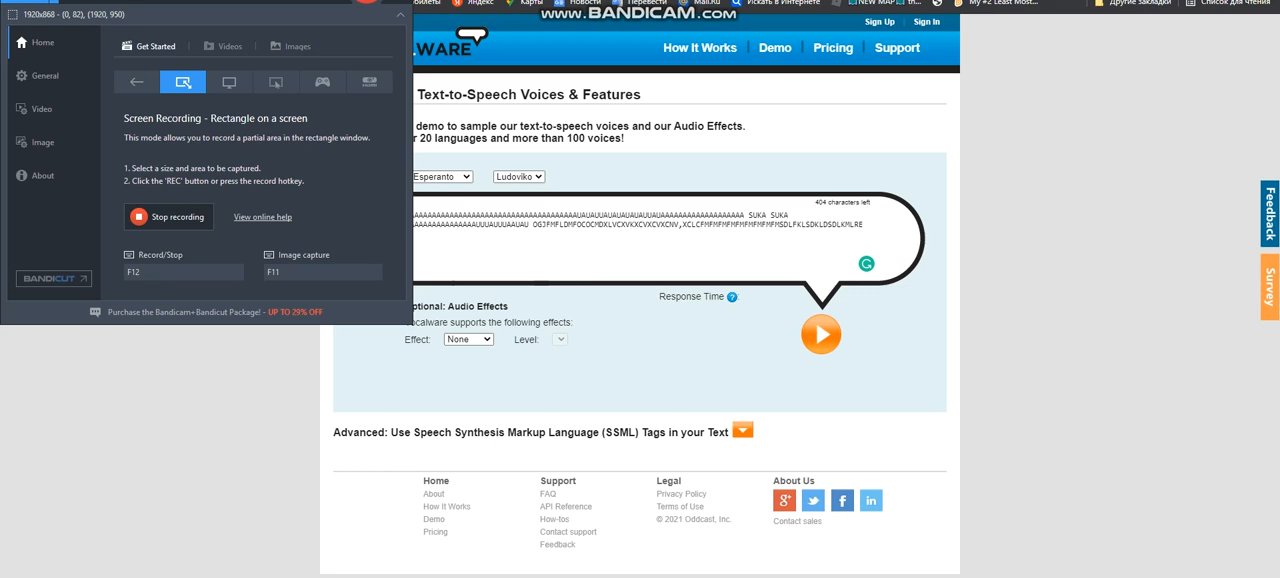 1920x868 - (0, 82), (1920, 950)
Home
General
Video
Image
About
BANDICUT
Get Started
Videos
Images
Screen Recording - Rectangle on a screen
This mode allows you to record a partial area in the rectangle window.
1. Select a size and area to be captured.
2. Click the 'REC' button or press the record hotkey.
Stop recording
View online help
Record/Stop
Image capture
F12
F11
Purchase the Bandicam+Bandicut Package! - UP TO 29% OFF
Яндекс
Карты
Новости
Перевести
Mail.Ru
Искать в Интернете
NEW MAP
th...
My #2 Least Most...
Другие закладки
Список для чтения
WWW.BANDICAM.COM
Sign Up
Sign In
WARE
How It Works
Demo
Pricing
Support
Text-to-Speech Voices & Features
demo to sample our text-to-speech voices and our Audio Effects.
20 languages and more than 100 voices!
Esperanto
Ludoviko
404 characters left
SUKA SUKA
Response Time ?
Audio Effects
supports the following effects:
Effect: None
Level:
Advanced: Use Speech Synthesis Markup Language (SSML) Tags in your Text
Home
About
How It Works
Demo
Pricing
Support
FAQ
API Reference
How-tos
Contact support
Feedback
Legal
Privacy Policy
Terms of Use
© 2021 Oddcast, Inc.
About Us
Contact sales
Feedback
Survey